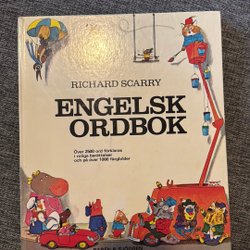 RICHARD SCARRY
ENGELSK
ORDBOK
Över 2500 ord förklaras
i roliga berättelser
och på över 1000 färgbilder